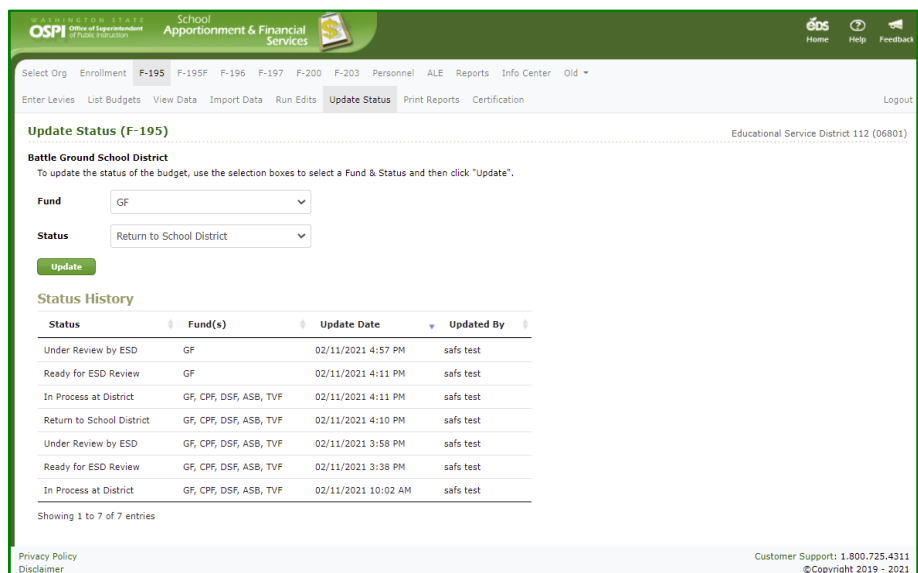 WASHINGTON STATE
OSPI Office of Superintendent of Public Instruction
School
Apportionment & Financial
Services
eDS
Home Help Feedback
Select Org Enrollment F-195 F-195F F-196 F-197 F-200 F-203 Personnel ALE Reports Info Center Old
Enter Levies List Budgets View Data Import Data Run Edits Update Status Print Reports Certification Logout
Update Status (F-195) Educational Service District 112 (06801)
Battle Ground School District
To update the status of the budget, use the selection boxes to select a Fund & Status and then click "Update".
Fund GF
Status Return to School District
Update
Status History
Status Fund(s) Update Date Updated By
Under Review by ESD GF 02/11/2021 4:57 PM safs test
Ready for ESD Review GF 02/11/2021 4:11 PM safs test
In Process at District GF, CPF, DSF, ASB, TVF 02/11/2021 4:11 PM safs test
Return to School District GF, CPF, DSF, ASB, TVF 02/11/2021 4:10 PM safs test
Under Review by ESD GF, CPF, DSF, ASB, TVF 02/11/2021 3:58 PM safs test
Ready for ESD Review GF, CPF, DSF, ASB, TVF 02/11/2021 3:38 PM safs test
In Process at District GF, CPF, DSF, ASB, TVF 02/11/2021 10:02 AM safs test
Showing 1 to 7 of 7 entries
Privacy Policy Customer Support: 1.800.725.4311
Disclaimer ©Copyright 2019 - 2021